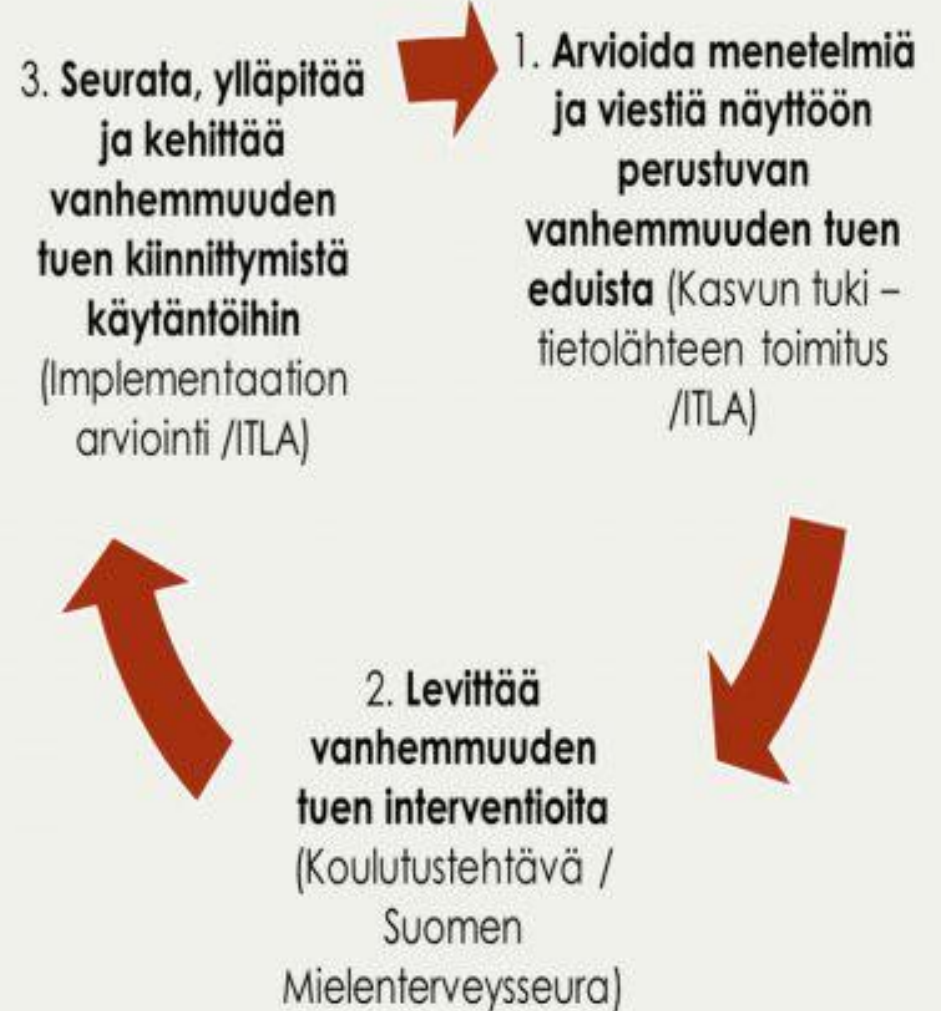 1. Arvioida menetelmiä
ja viestiä näyttöön
perustuvan
vanhemmuuden tuen
eduista (Kasvun tuki –
tietolähteen toimitus
/ITLA)
2. Levittää
vanhemmuuden
tuen interventioita
(Koulutustehtävä /
Suomen
Mielenterveysseura)
3. Seurata, ylläpitää
ja kehittää
vanhemmuuden
tuen kiinnittymistä
käytäntöihin
(Implementaation
arviointi /ITLA)